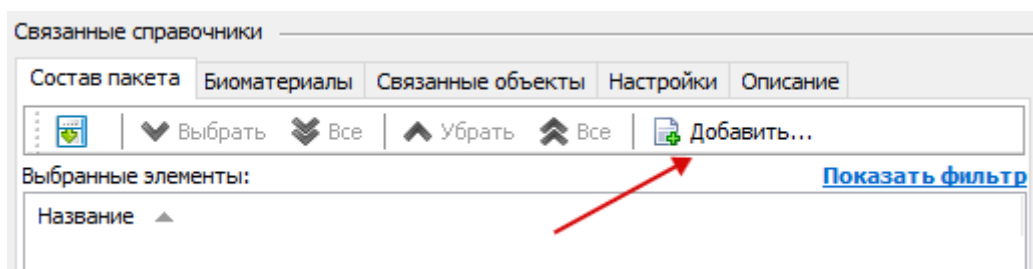 Связанные справочники
Состав пакета Биоматериалы Связанные объекты Настройки Описание
Выбрать Все Убрать Все Добавить...
Выбранные элементы: Показать фильтр
Название